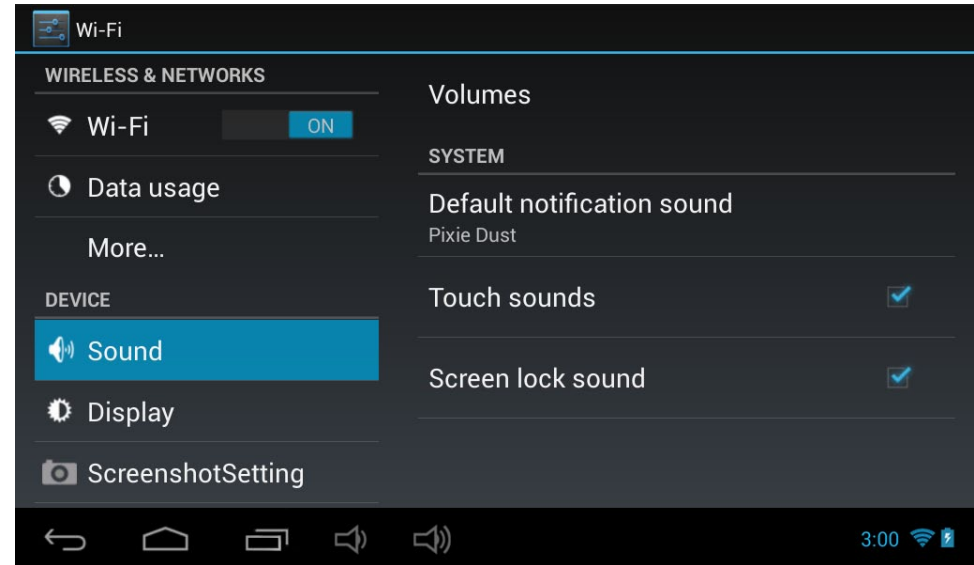 Wi-Fi
WIRELESS & NETWORKS
Wi-Fi
ON
Data usage
More...
DEVICE
Sound
Display
ScreenshotSetting
Volumes
SYSTEM
Default notification sound
Pixie Dust
Touch sounds
Screen lock sound
3:00